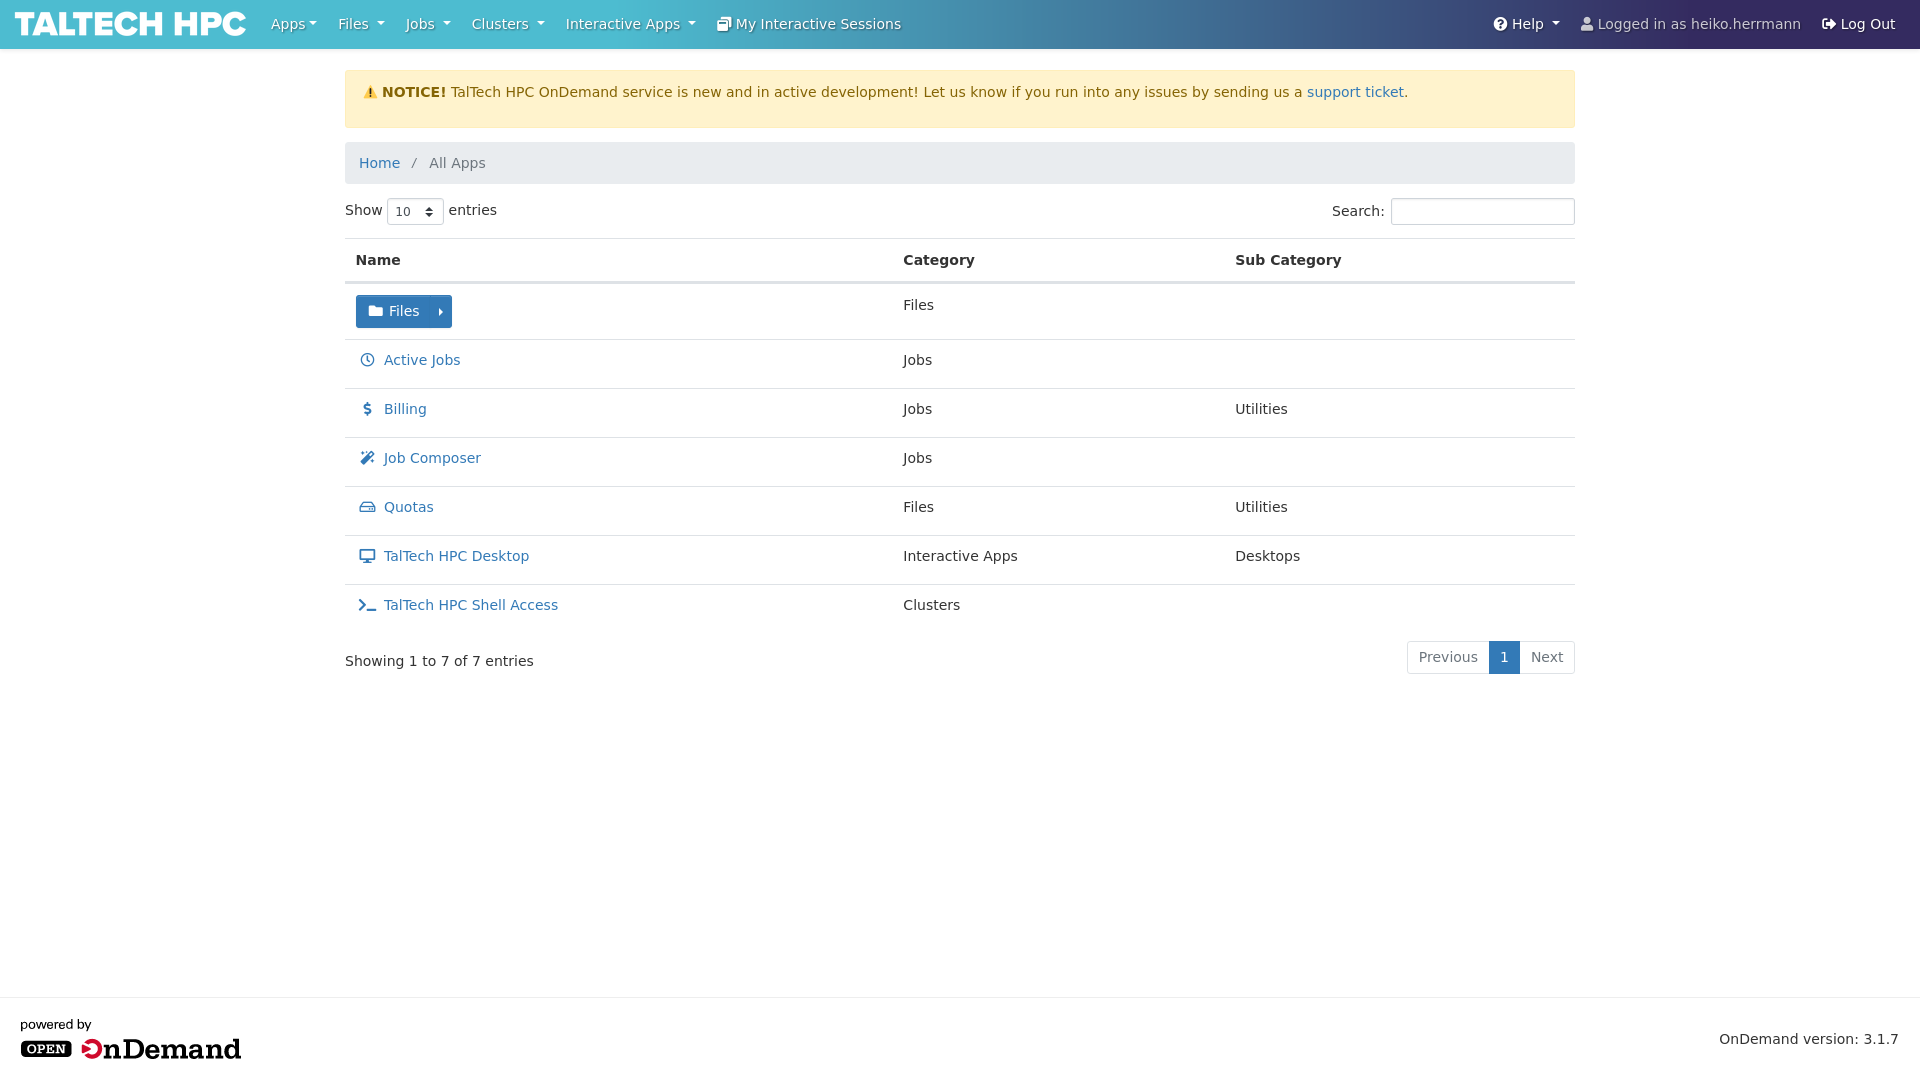 TALTECH HPC Apps Files Jobs Clusters Interactive Apps My Interactive Sessions Help Logged in as heiko.herrmann Log Out
NOTICE! TalTech HPC OnDemand service is new and in active development! Let us know if you run into any issues by sending us a support ticket.
Home / All Apps
Show 10 entries Search:
Name Category Sub Category
Files Files
Active Jobs Jobs
Billing Jobs Utilities
Job Composer Jobs
Quotas Files Utilities
TalTech HPC Desktop Interactive Apps Desktops
TalTech HPC Shell Access Clusters
Showing 1 to 7 of 7 entries Previous 1 Next
powered by
OPEN OnDemand OnDemand version: 3.1.7